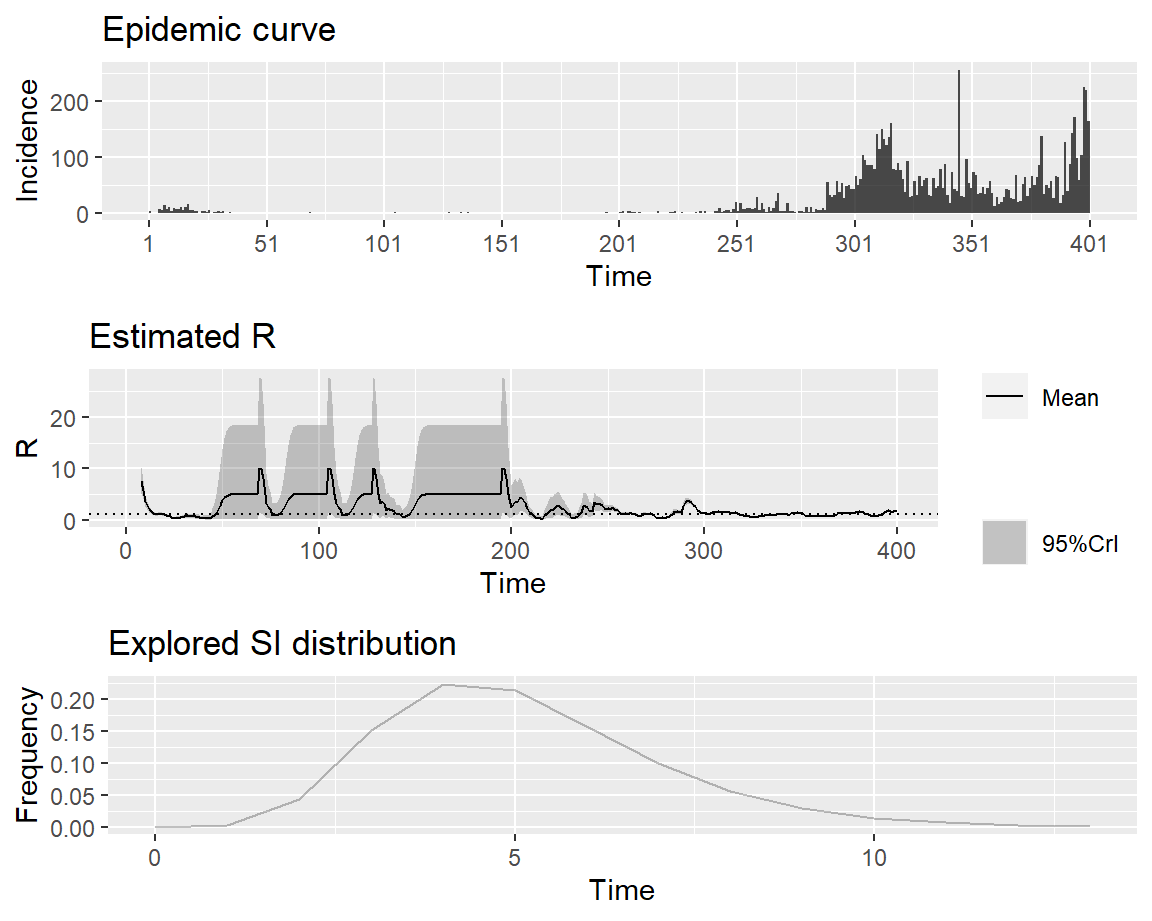 Epidemic curve
Incidence
200
100
0
1 51 101 151 201 251 301 351 401
Time
Estimated R
R
20
10
0
0 100 200 300 400
Time
Mean
95%CrI
Explored SI distribution
Frequency
0.20
0.15
0.10
0.05
0.00
0 5 10
Time